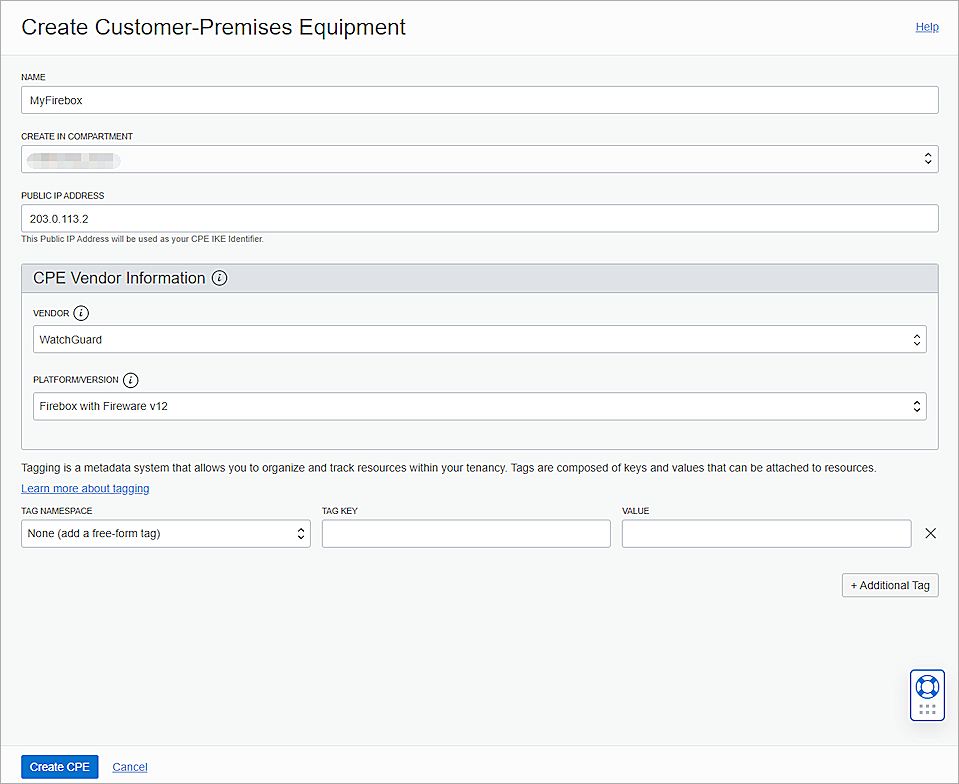 Create Customer-Premises Equipment
Help
NAME
MyFirebox
CREATE IN COMPARTMENT
PUBLIC IP ADDRESS
203.0.113.2
This Public IP Address will be used as your CPE IKE Identifier.
CPE Vendor Information
VENDOR
WatchGuard
PLATFORM/VERSION
Firebox with Fireware v12
Tagging is a metadata system that allows you to organize and track resources within your tenancy. Tags are composed of keys and values that can be attached to resources.
Learn more about tagging
TAG NAMESPACE TAG KEY VALUE
None (add a free-form tag)
+ Additional Tag
Create CPE Cancel